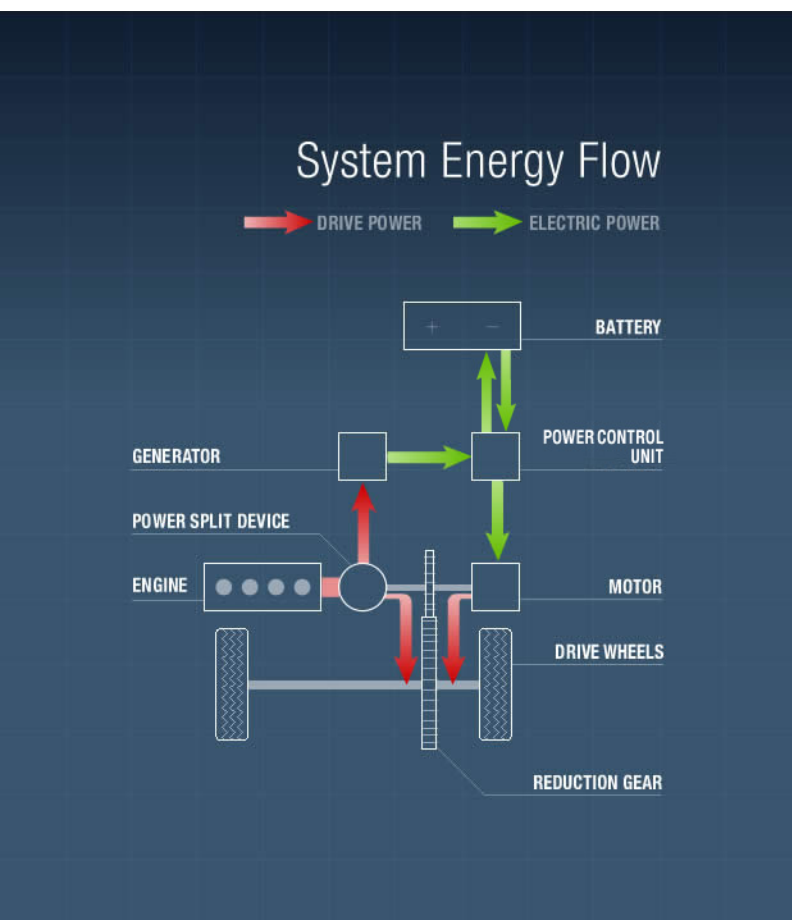 System Energy Flow
DRIVE POWER
ELECTRIC POWER
+ −
BATTERY
POWER CONTROL
UNIT
GENERATOR
POWER SPLIT DEVICE
ENGINE
MOTOR
DRIVE WHEELS
REDUCTION GEAR